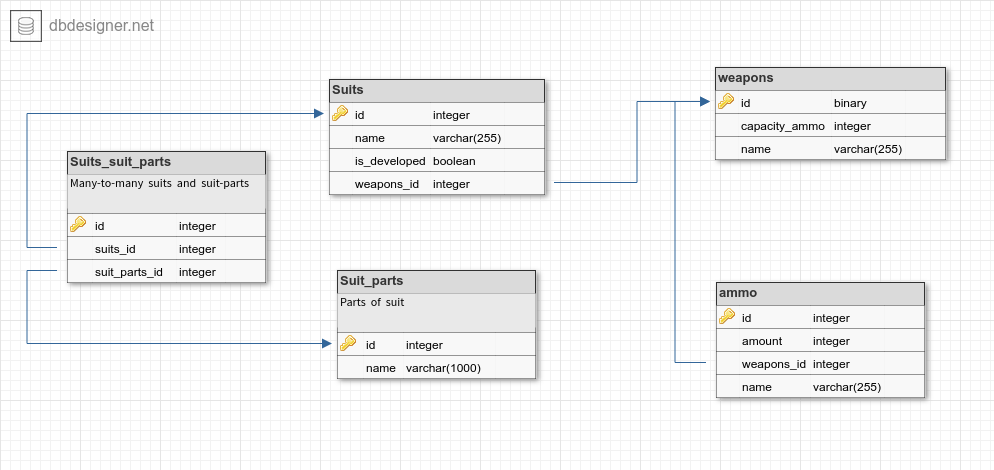 dbdesigner.net
Suits
id integer
name varchar(255)
is_developed boolean
weapons_id integer
weapons
id binary
capacity_ammo integer
name varchar(255)
Suits_suit_parts
Many-to-many suits and suit-parts
id integer
suits_id integer
suit_parts_id integer
Suit_parts
Parts of suit
id integer
name varchar(1000)
ammo
id integer
amount integer
weapons_id integer
name varchar(255)